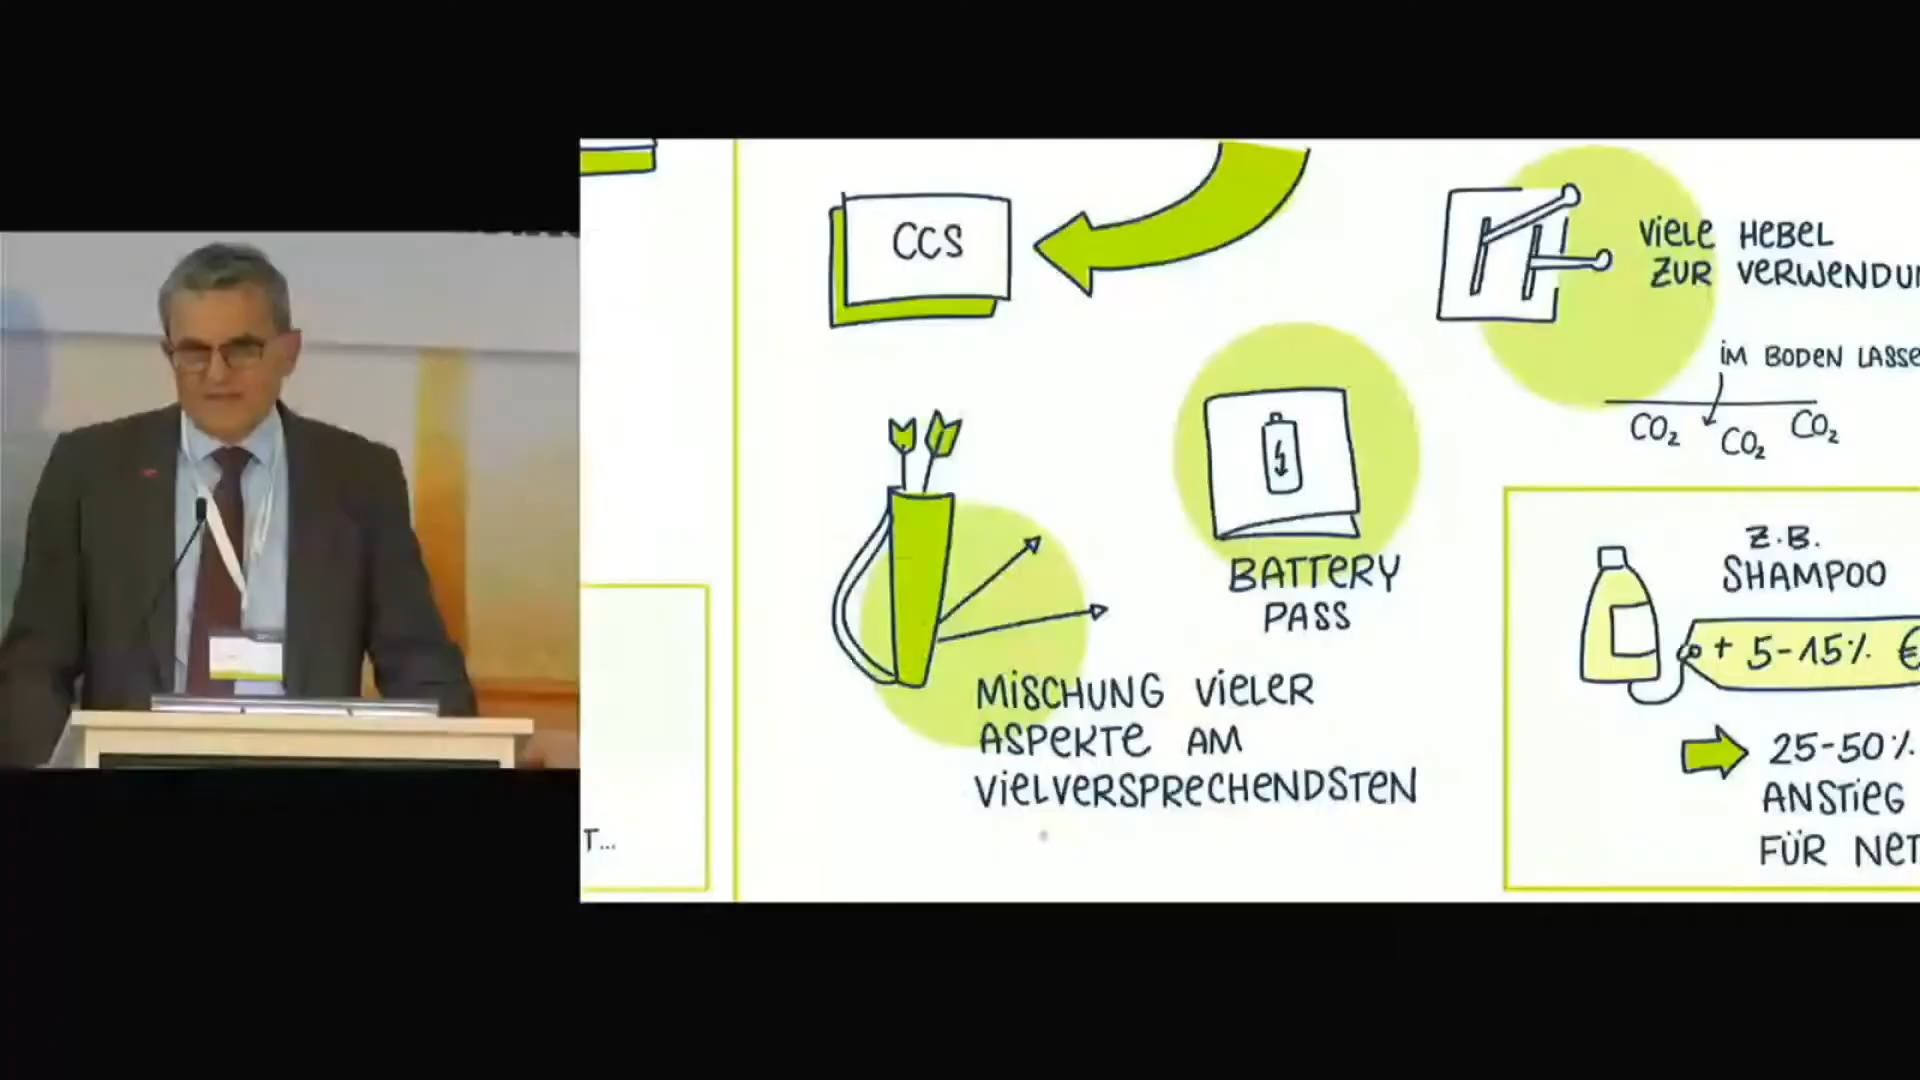 CCS
VIELE HEBEL
ZUR VERWENDU
IM BODEN LASSE
CO₂ CO₂ CO₂
BATTERY
PASS
Z.B.
SHAMPOO
+ 5-15% €
MISCHUNG VIELER
ASPEKTE AM
VIELVERSPRECHENDSTEN
25-50%
ANSTIEG
FÜR NET
T...